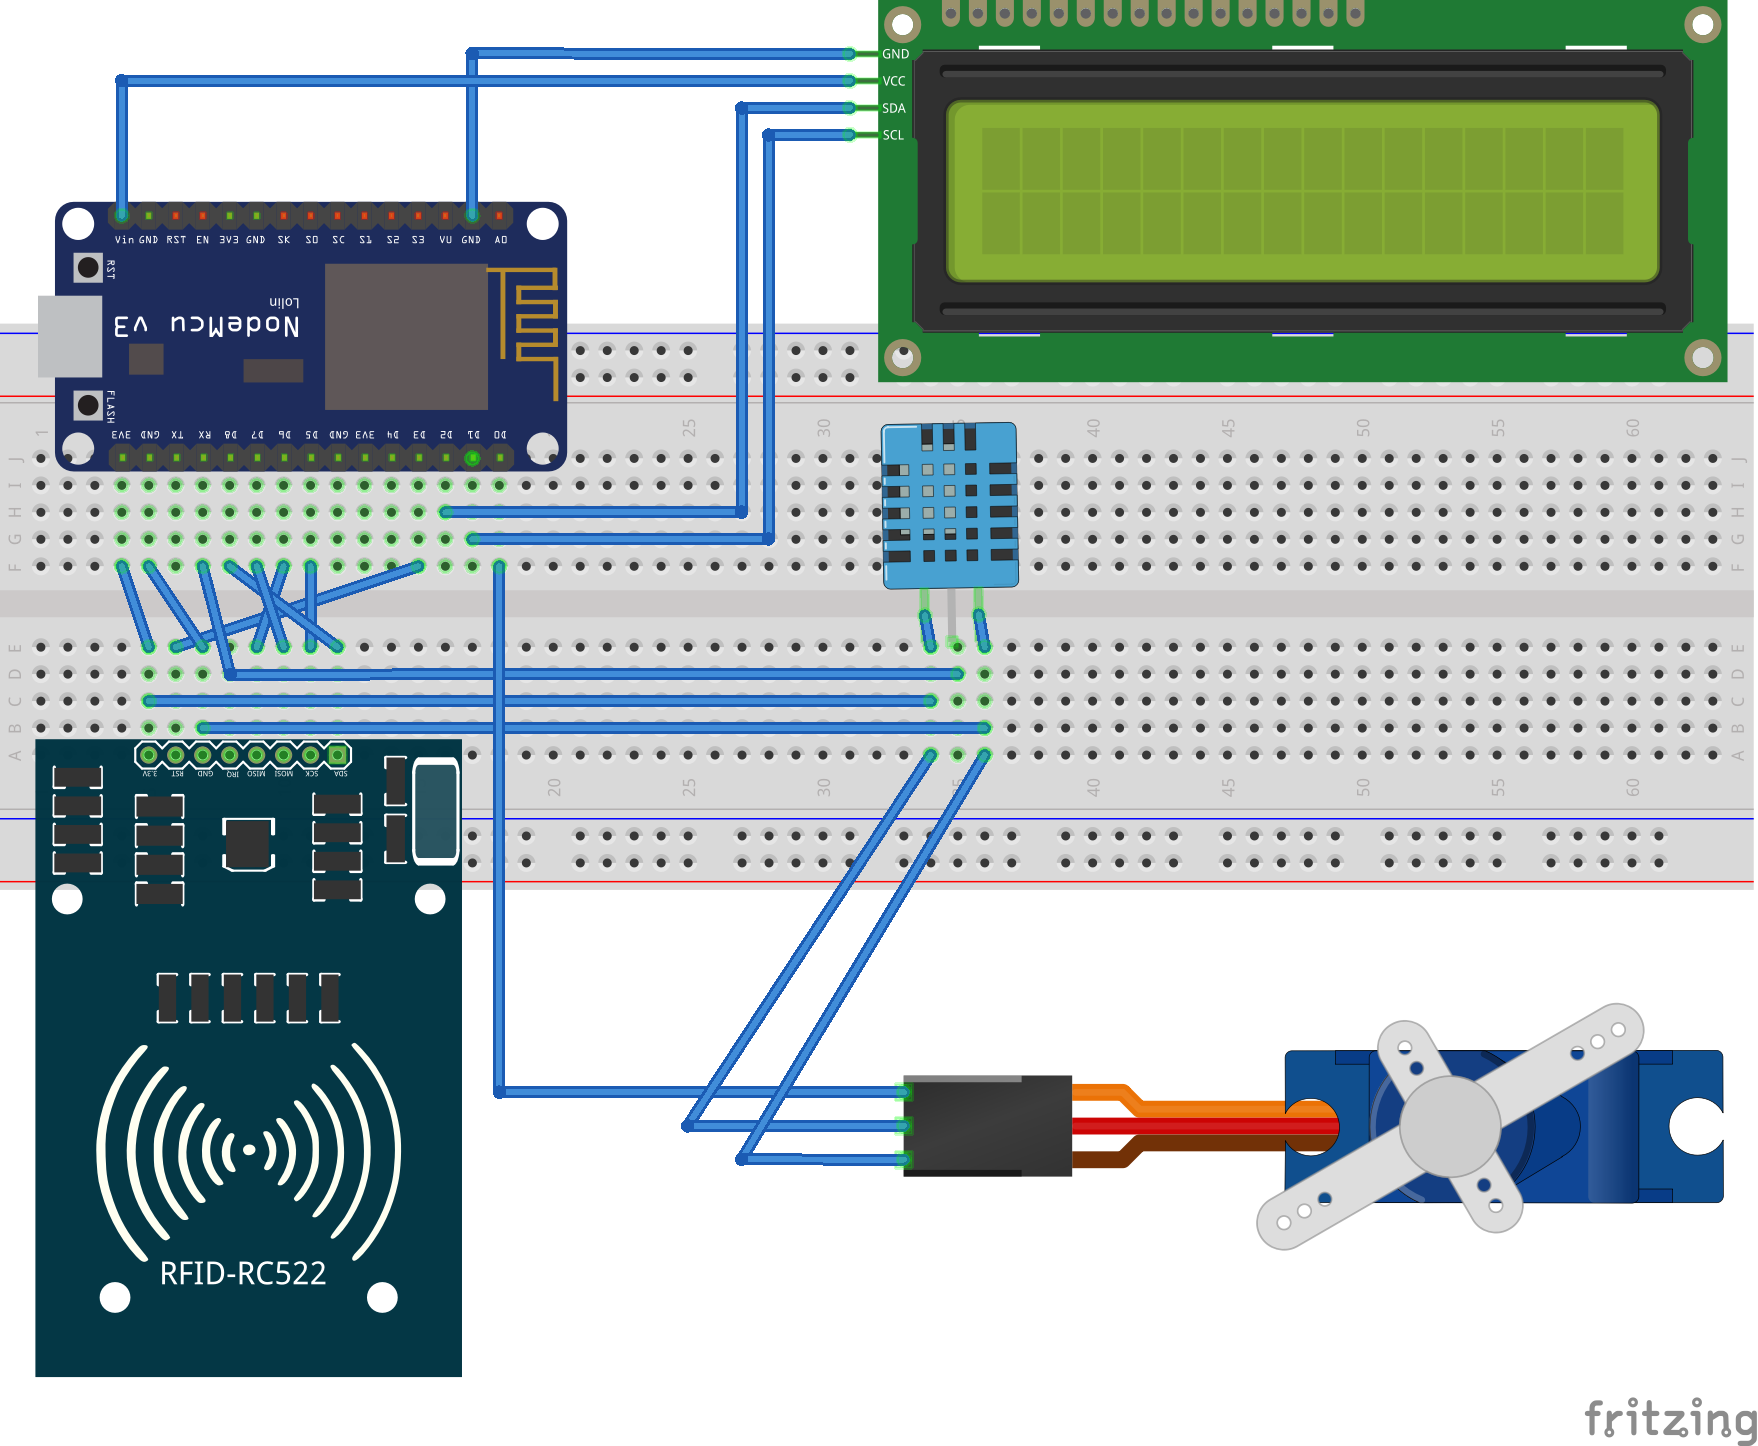 GND
VCC
SDA
SCL
Vin GND RST EN 3V3 GND SK SO SC S1 S2 S3 VU GND AO
RST
Lolin
NodeMcu v3
FLASH
3V3 GND TX RX D8 D7 D6 D5 GND 3V3 D4 D3 D2 D1 D0
1 25 30 35 40 45 50 55 60
J J
I I
H H
G G
F F
E E
D D
C C
B B
A A
3.3V RST GND IRQ MISO MOSI SCK SDA
20 25 30 35 40 45 50 55 60
RFID-RC522
fritzing